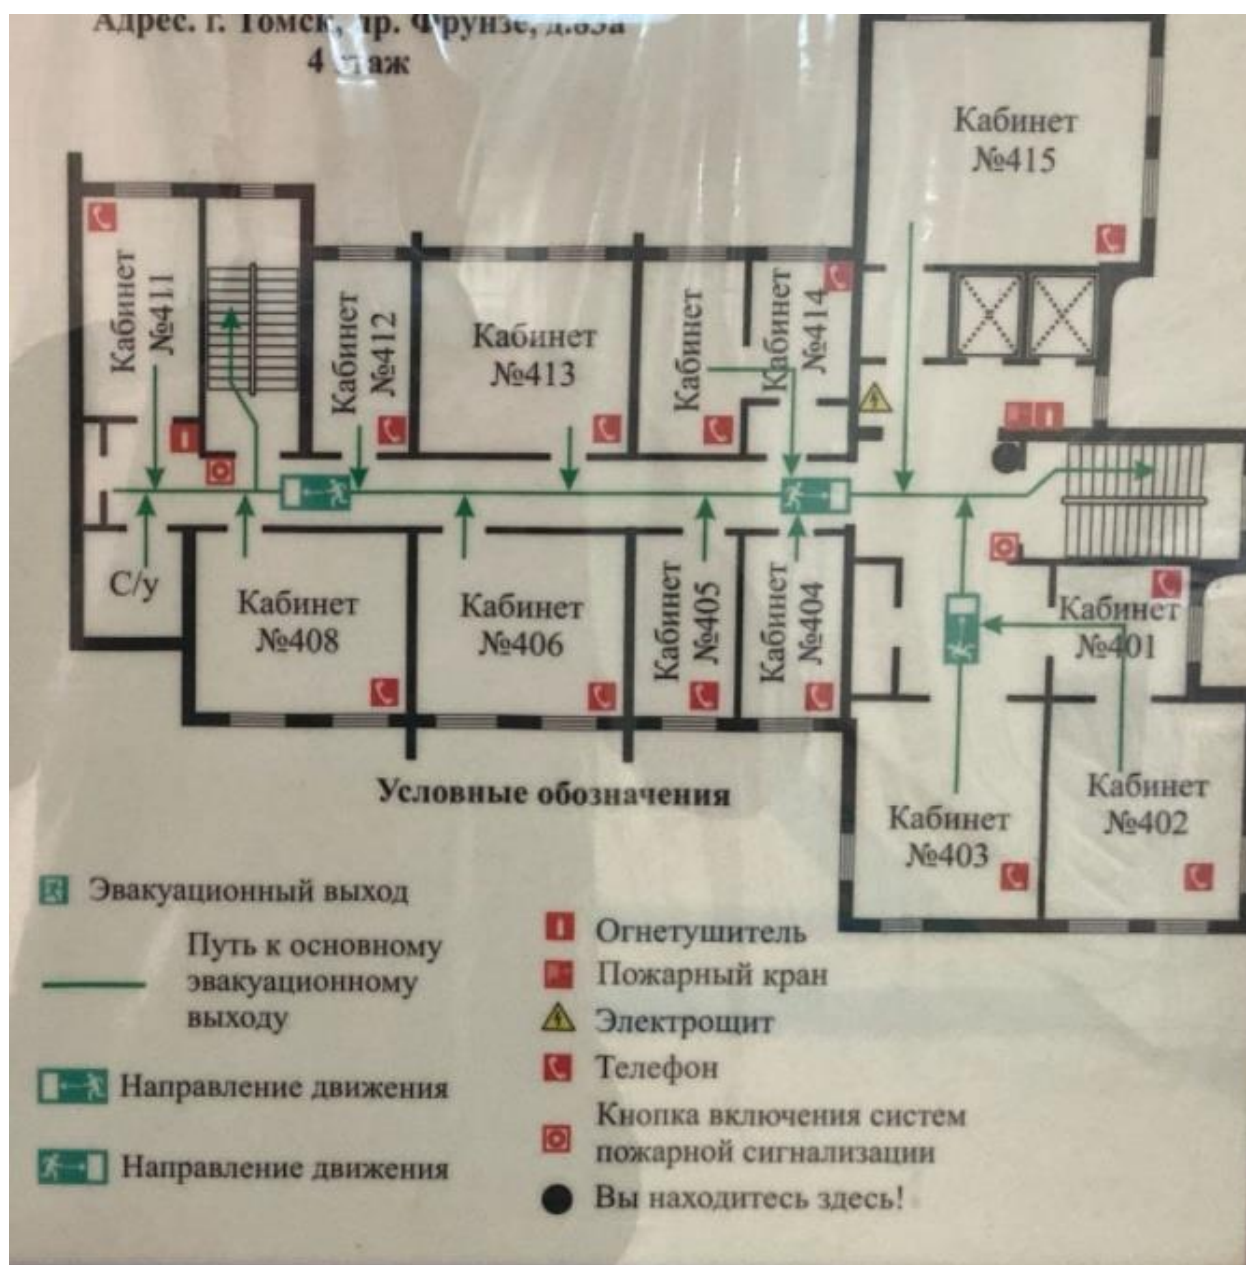 Адрес. г. Томск, пр. Фрунзе, д.83а
4 этаж
Кабинет
№415
Кабинет
№411
Кабинет
№412
Кабинет
№413
Кабинет
Кабинет
№414
С/у
Кабинет
№408
Кабинет
№406
Кабинет
№405
Кабинет
№404
Кабинет
№401
Кабинет
№403
Кабинет
№402
Условные обозначения
Эвакуационный выход
Путь к основному
эвакуационному
выходу
Направление движения
Направление движения
Огнетушитель
Пожарный кран
Электрощит
Телефон
Кнопка включения систем
пожарной сигнализации
Вы находитесь здесь!